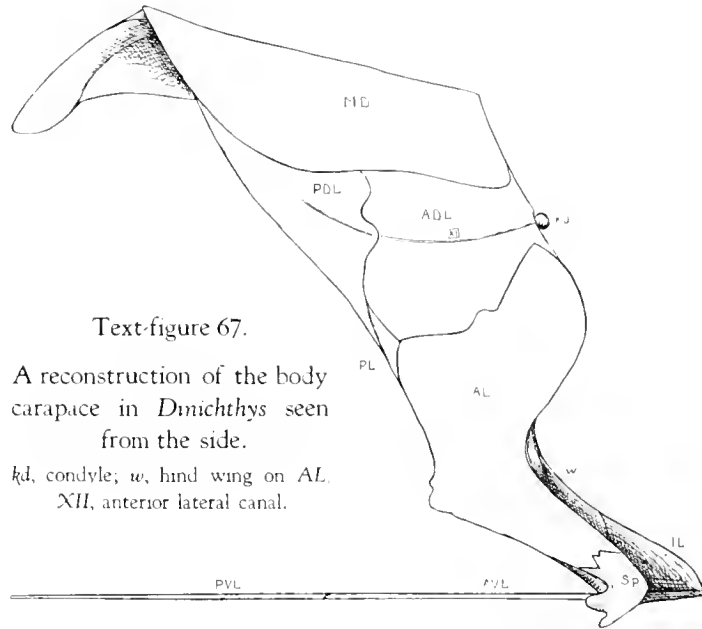 MD
PDL
ADL
Text-figure 67.
A reconstruction of the body
carapace in Dinichthys seen
from the side.
kd, condyle; w, hind wing on AL,
XII, anterior lateral canal.
PL
AL
w
IL
Sp
PVL
AVL